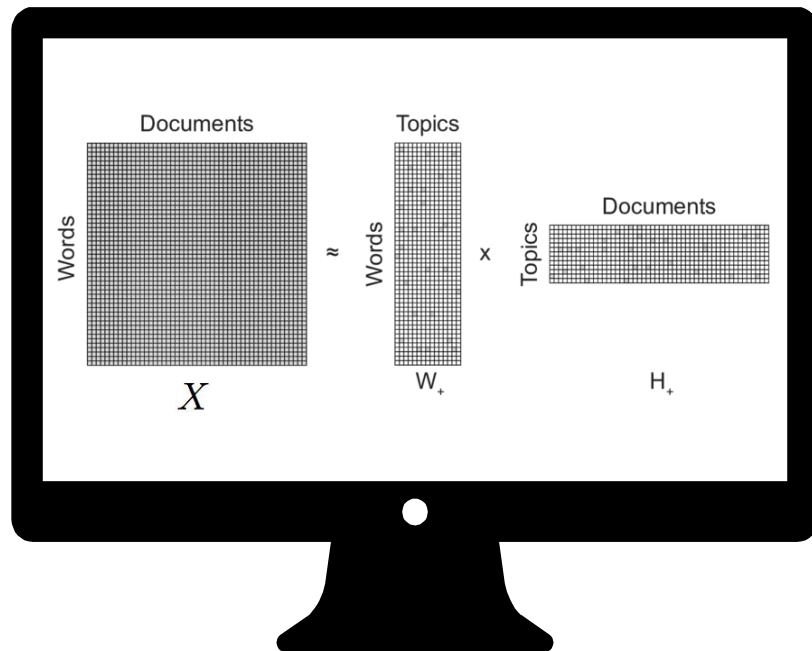 Documents
Words
X
≈
Topics
Words
W₊
x
Documents
Topics
H₊